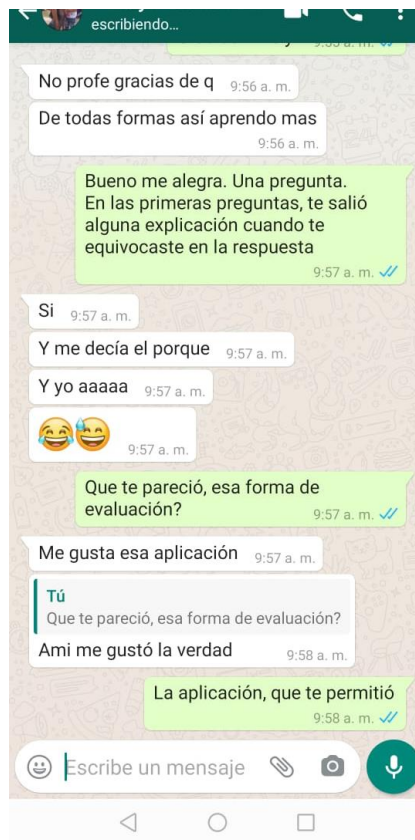 escribiendo...
No profe gracias de q 9:56 a. m.
De todas formas así aprendo mas
9:56 a. m.
Bueno me alegra. Una pregunta.
En las primeras preguntas, te salió
alguna explicación cuando te
equivocaste en la respuesta
9:57 a. m.
Si 9:57 a. m.
Y me decía el porque 9:57 a. m.
Y yo aaaaa 9:57 a. m.
9:57 a. m.
Que te pareció, esa forma de
evaluación?
9:57 a. m.
Me gusta esa aplicación 9:57 a. m.
Tú
Que te pareció, esa forma de evaluación?
Ami me gustó la verdad 9:58 a. m.
La aplicación, que te permitió
9:58 a. m.
Escribe un mensaje